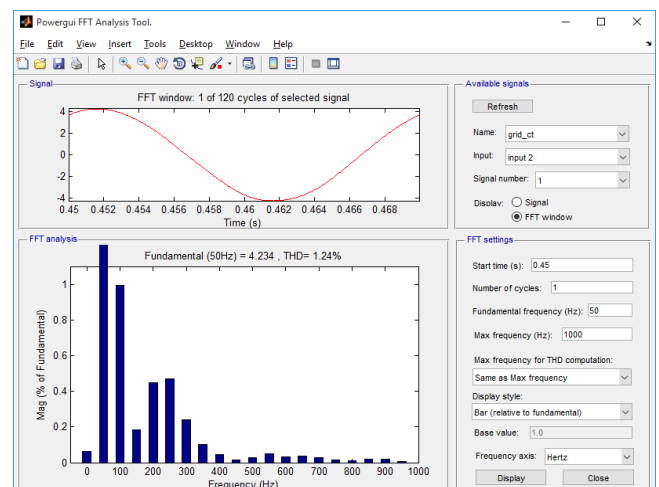 Powergui FFT Analysis Tool.
File Edit View Insert Tools Desktop Window Help
Signal
FFT window: 1 of 120 cycles of selected signal
4
2
0
-2
-4
0.45 0.452 0.454 0.456 0.458 0.46 0.462 0.464 0.466 0.468
Time (s)
FFT analysis
Fundamental (50Hz) = 4.234 , THD= 1.24%
Mag (% of Fundamental)
1
0.8
0.6
0.4
0.2
0
0 100 200 300 400 500 600 700 800 900 1000
Frequency (Hz)
Available signals
Refresh
Name: grid_ct
Input: input 2
Signal number: 1
Display: Signal
FFT window
FFT settings
Start time (s): 0.45
Number of cycles: 1
Fundamental frequency (Hz): 50
Max frequency (Hz): 1000
Max frequency for THD computation:
Same as Max frequency
Display style:
Bar (relative to fundamental)
Base value: 1.0
Frequency axis: Hertz
Display Close